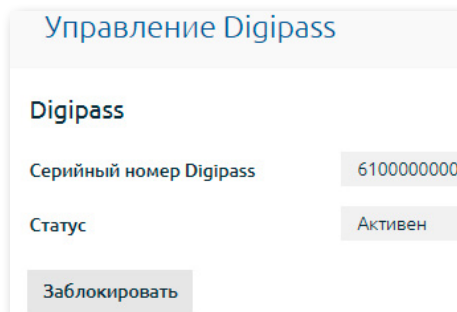 Управление Digipass
Digipass
Серийный номер Digipass 6100000000
Статус Активен
Заблокировать